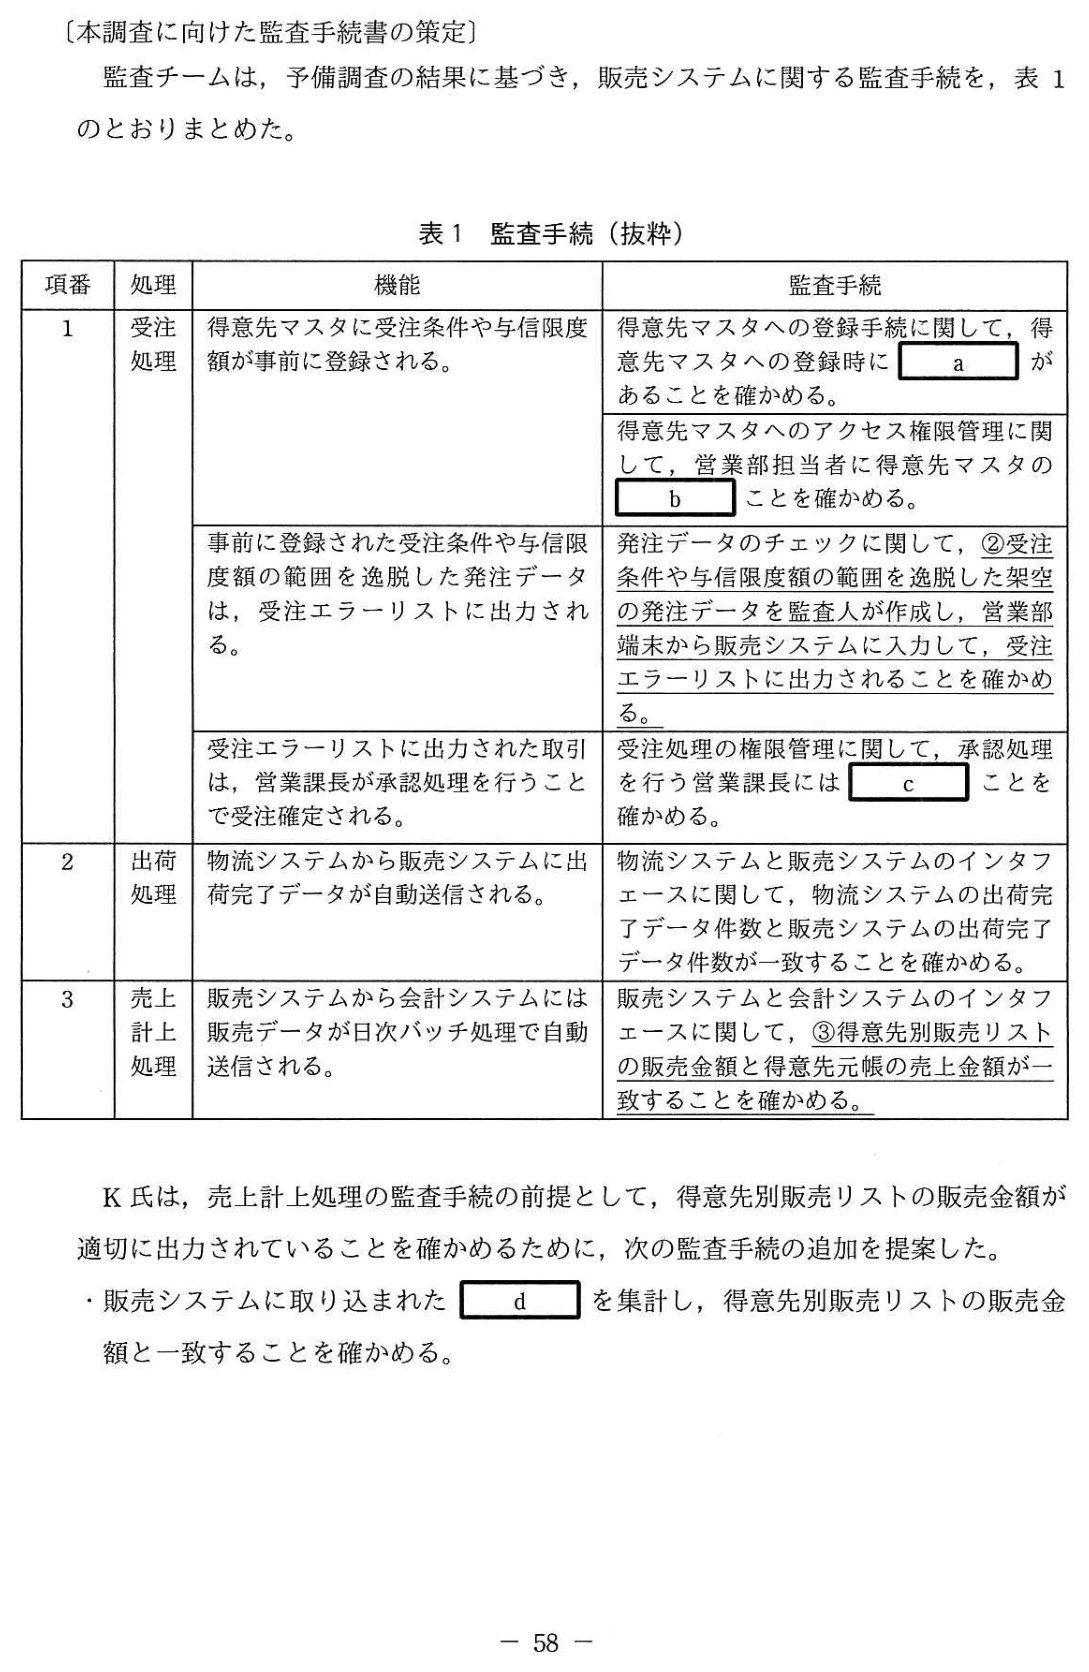 〔本調査に向けた監査手続書の策定〕
監査チームは，予備調査の結果に基づき，販売システムに関する監査手続を，表 1
のとおりまとめた。
表 1　監査手続（抜粋）
項番　処理　機能　監査手続
1　受注
処理
得意先マスタに受注条件や与信限度
額が事前に登録される。
得意先マスタへの登録手続に関して，得
意先マスタへの登録時に　a　が
あることを確かめる。
得意先マスタへのアクセス権限管理に関
して，営業部担当者に得意先マスタの
b　ことを確かめる。
事前に登録された受注条件や与信限
度額の範囲を逸脱した発注データ
は，受注エラーリストに出力され
る。
発注データのチェックに関して，②受注
条件や与信限度額の範囲を逸脱した架空
の発注データを監査人が作成し，営業部
端末から販売システムに入力して，受注
エラーリストに出力されることを確かめ
る。
受注エラーリストに出力された取引
は，営業課長が承認処理を行うこと
で受注確定される。
受注処理の権限管理に関して，承認処理
を行う営業課長には　c　ことを
確かめる。
2　出荷
処理
物流システムから販売システムに出
荷完了データが自動送信される。
物流システムと販売システムのインタフ
ェースに関して，物流システムの出荷完
了データ件数と販売システムの出荷完了
データ件数が一致することを確かめる。
3　売上
計上
処理
販売システムから会計システムには
販売データが日次バッチ処理で自動
送信される。
販売システムと会計システムのインタフ
ェースに関して，③得意先別販売リスト
の販売金額と得意先元帳の売上金額が一
致することを確かめる。
K 氏は，売上計上処理の監査手続の前提として，得意先別販売リストの販売金額が
適切に出力されていることを確かめるために，次の監査手続の追加を提案した。
・販売システムに取り込まれた　d　を集計し，得意先別販売リストの販売金
額と一致することを確かめる。
－ 58 －